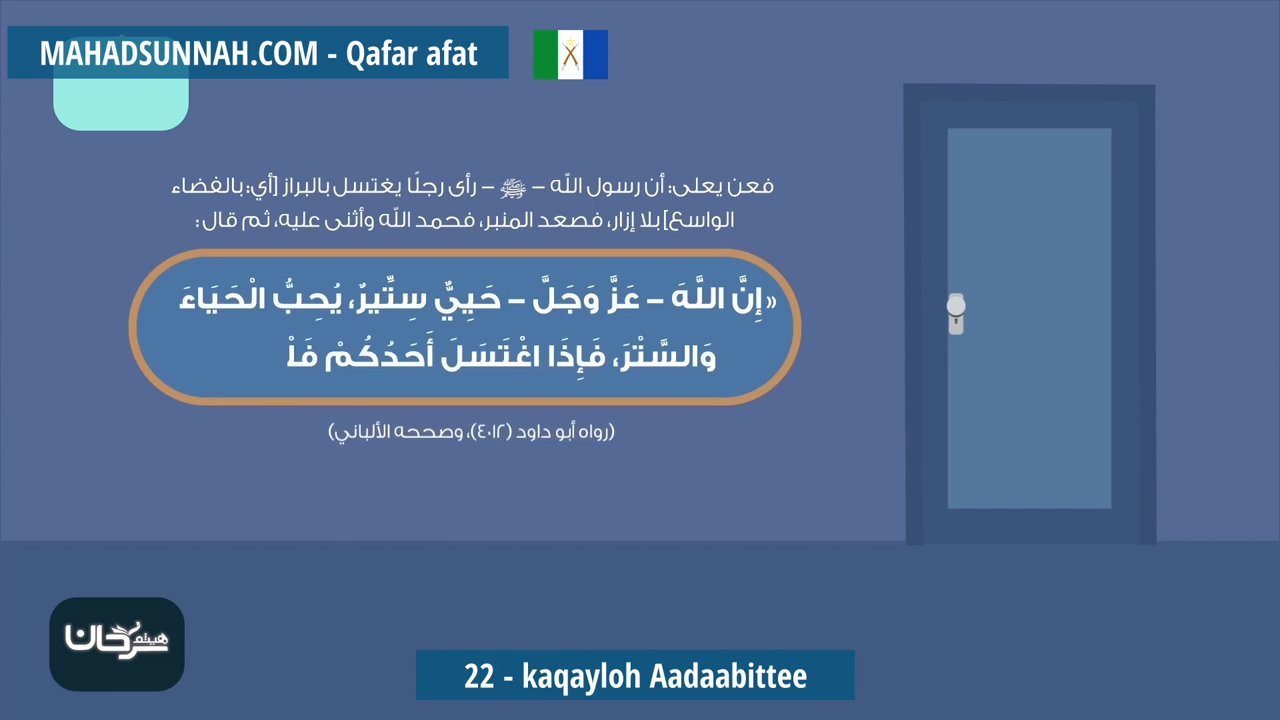 MAHADSUNNAH.COM - Qafar afat
فعن يعلى: أن رسول الله – ﷺ – رأى رجلًا يغتسل بالبراز [أي: بالفضاء
الواسع] بلا إزار، فصعد المنبر، فحمد الله وأثنى عليه، ثم قال:
«إِنَّ اللَّهَ – عَزَّ وَجَلَّ – حَيِيٌّ سِتِّيرٌ، يُحِبُّ الْحَيَاءَ
وَالسَّتْرَ، فَإِذَا اغْتَسَلَ أَحَدُكُمْ فَلْ
(رواه أبو داود (٤٠١٢)، وصححه الألباني)
هيثم سرحان
22 - kaqayloh Aadaabittee